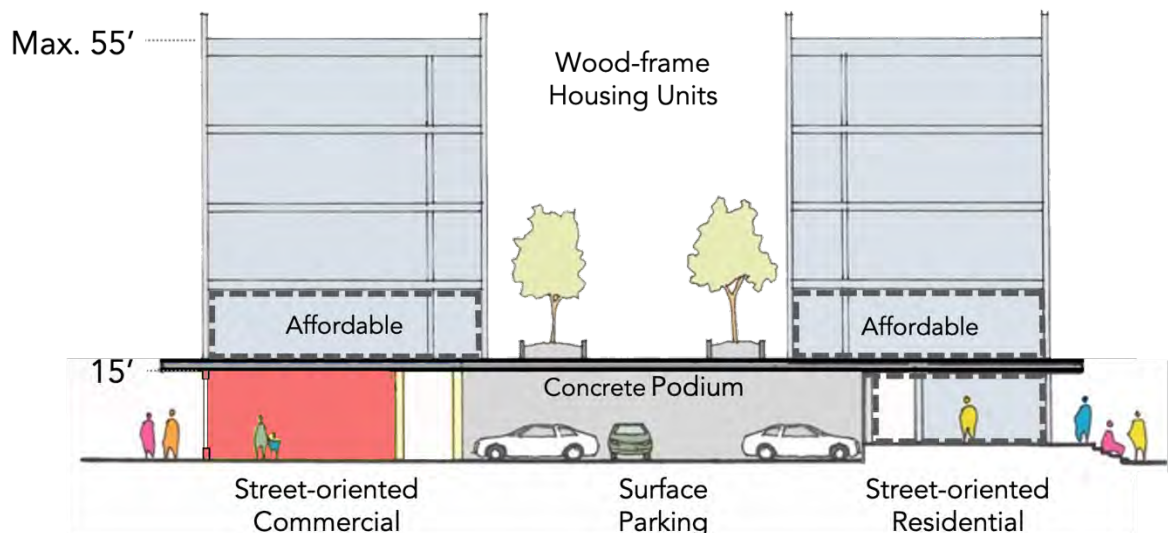 Max. 55′
Wood-frame
Housing Units
Affordable
Affordable
15′
Concrete Podium
Street-oriented
Commercial
Surface
Parking
Street-oriented
Residential